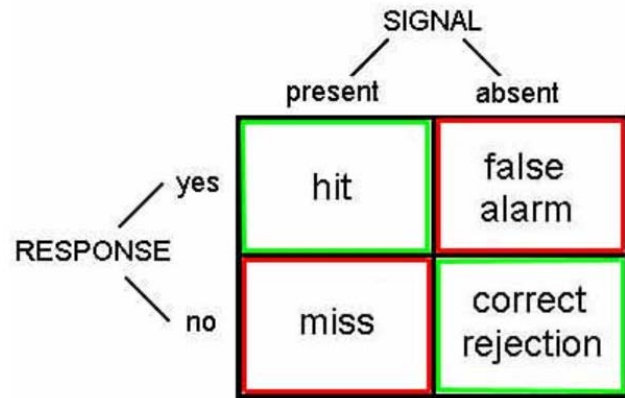 SIGNAL
present absent
yes
hit
false
alarm
RESPONSE
no
miss
correct
rejection